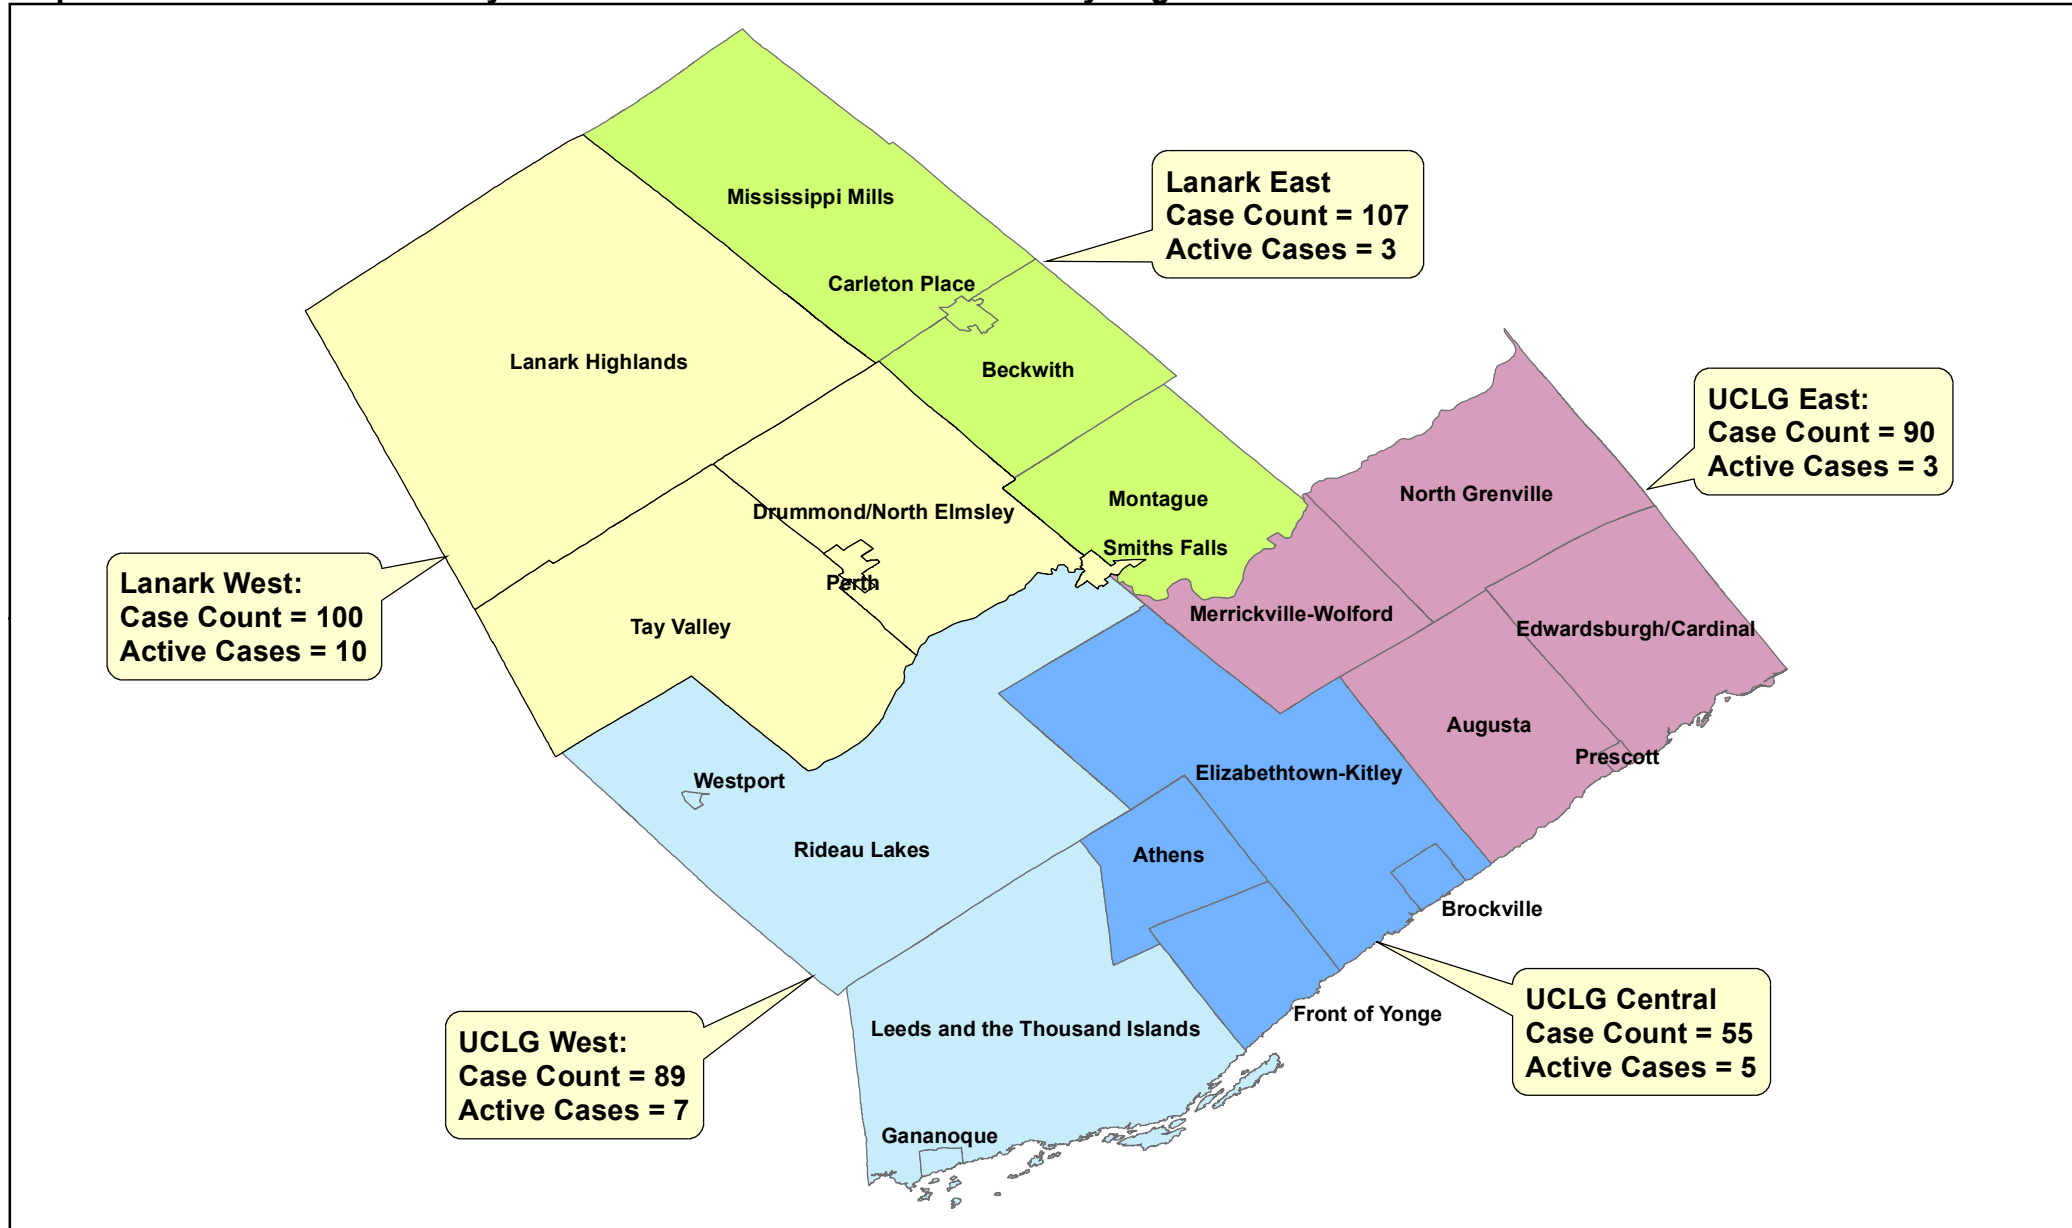 Mississippi Mills
Lanark East
Case Count = 107
Active Cases = 3
Carleton Place
Lanark Highlands
Beckwith
UCLG East:
Case Count = 90
Active Cases = 3
North Grenville
Montague
Drummond/North Elmsley
Smiths Falls
Perth
Lanark West:
Case Count = 100
Active Cases = 10
Tay Valley
Merrickville-Wolford
Edwardsburgh/Cardinal
Augusta
Prescott
Westport
Elizabethtown-Kitley
Rideau Lakes
Athens
Brockville
Front of Yonge
UCLG Central
Case Count = 55
Active Cases = 5
Leeds and the Thousand Islands
UCLG West:
Case Count = 89
Active Cases = 7
Gananoque